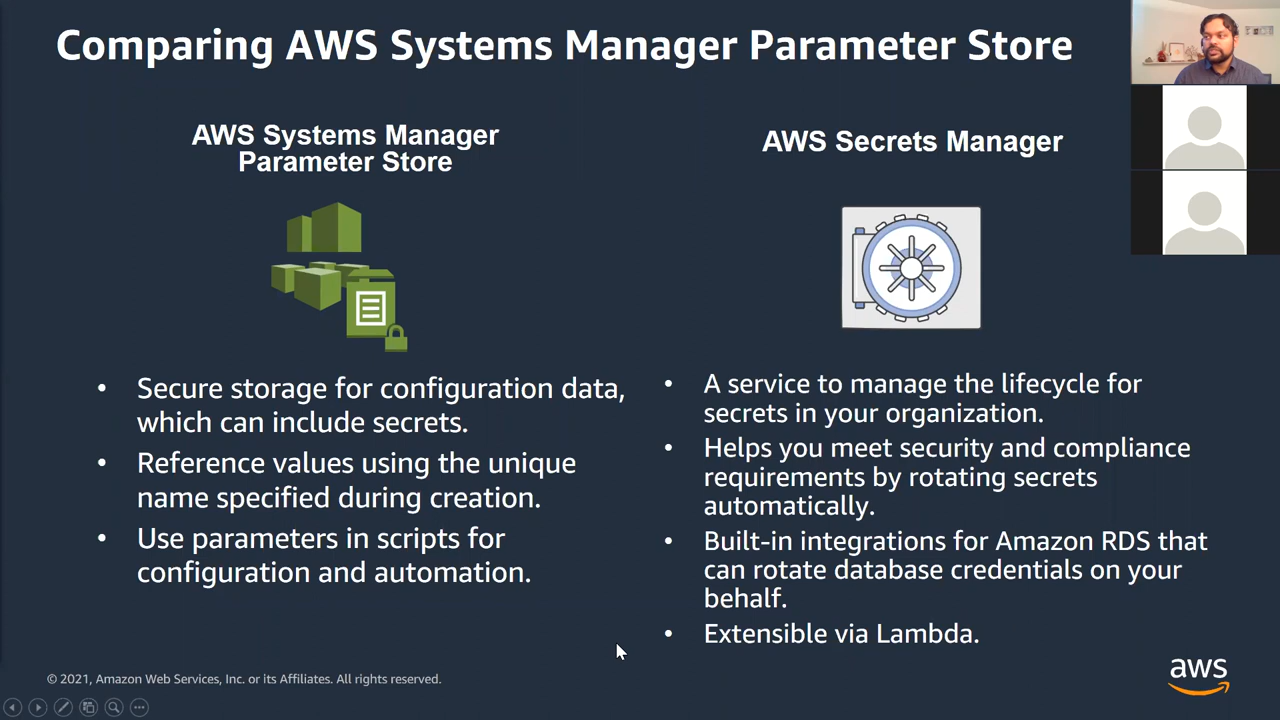 Comparing AWS Systems Manager Parameter Store
AWS Systems Manager
Parameter Store
• Secure storage for configuration data,
which can include secrets.
• Reference values using the unique
name specified during creation.
• Use parameters in scripts for
configuration and automation.
AWS Secrets Manager
• A service to manage the lifecycle for
secrets in your organization.
• Helps you meet security and compliance
requirements by rotating secrets
automatically.
• Built-in integrations for Amazon RDS that
can rotate database credentials on your
behalf.
• Extensible via Lambda.
© 2021, Amazon Web Services, Inc. or its Affiliates. All rights reserved.
aws